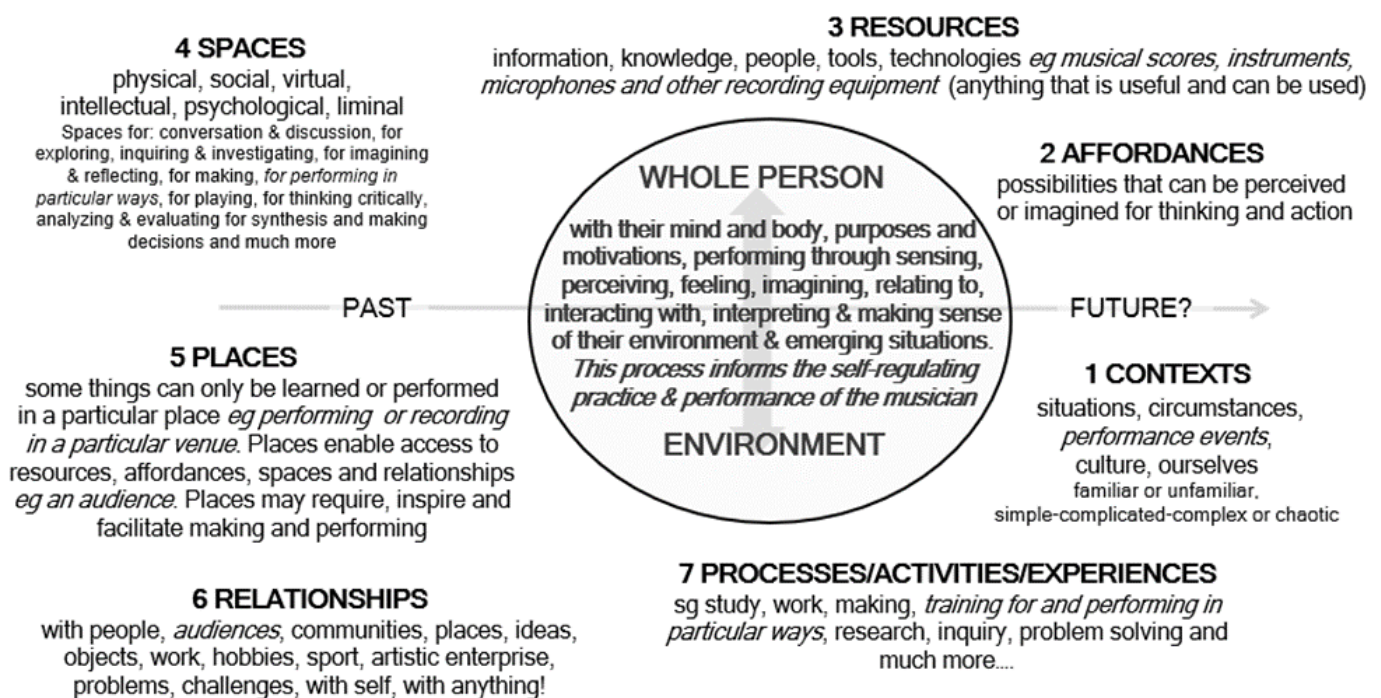 4 SPACES
physical, social, virtual,
intellectual, psychological, liminal
Spaces for: conversation & discussion, for
exploring, inquiring & investigating, for imagining
& reflecting, for making, for performing in
particular ways, for playing, for thinking critically,
analyzing & evaluating for synthesis and making
decisions and much more
3 RESOURCES
information, knowledge, people, tools, technologies eg musical scores, instruments,
microphones and other recording equipment (anything that is useful and can be used)
2 AFFORDANCES
possibilities that can be perceived
or imagined for thinking and action
WHOLE PERSON
with their mind and body, purposes and
motivations, performing through sensing,
perceiving, feeling, imagining, relating to,
interacting with, interpreting & making sense
of their environment & emerging situations.
This process informs the self-regulating
practice & performance of the musician
ENVIRONMENT
PAST
FUTURE?
5 PLACES
some things can only be learned or performed
in a particular place eg performing or recording
in a particular venue. Places enable access to
resources, affordances, spaces and relationships
eg an audience. Places may require, inspire and
facilitate making and performing
1 CONTEXTS
situations, circumstances,
performance events,
culture, ourselves
familiar or unfamiliar,
simple-complicated-complex or chaotic
6 RELATIONSHIPS
with people, audiences, communities, places, ideas,
objects, work, hobbies, sport, artistic enterprise,
problems, challenges, with self, with anything!
7 PROCESSES/ACTIVITIES/EXPERIENCES
sg study, work, making, training for and performing in
particular ways, research, inquiry, problem solving and
much more....